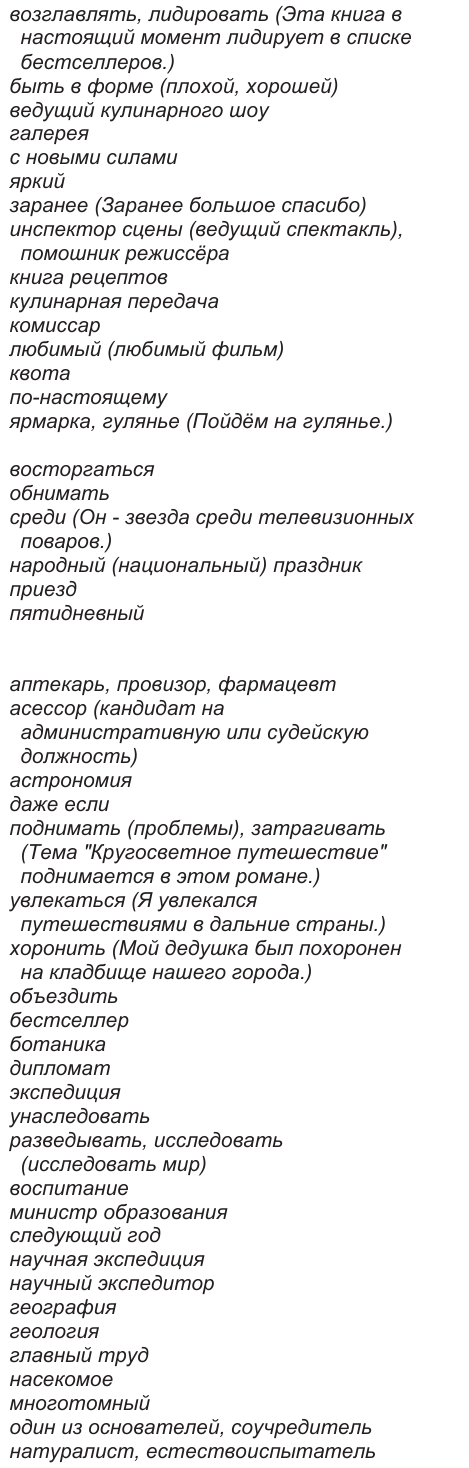 возглавлять, лидировать (Эта книга в
настоящий момент лидирует в списке
бестселлеров.)
быть в форме (плохой, хорошей)
ведущий кулинарного шоу
галерея
с новыми силами
яркий
заранее (Заранее большое спасибо)
инспектор сцены (ведущий спектакль),
помошник режиссёра
книга рецептов
кулинарная передача
комиссар
любимый (любимый фильм)
квота
по-настоящему
ярмарка, гулянье (Пойдём на гулянье.)
восторгаться
обнимать
среди (Он - звезда среди телевизионных
поваров.)
народный (национальный) праздник
приезд
пятидневный
аптекарь, провизор, фармацевт
асессор (кандидат на
административную или судейскую
должность)
астрономия
даже если
поднимать (проблемы), затрагивать
(Тема "Кругосветное путешествие"
поднимается в этом романе.)
увлекаться (Я увлекался
путешествиями в дальние страны.)
хоронить (Мой дедушка был похоронен
на кладбище нашего города.)
объездить
бестселлер
ботаника
дипломат
экспедиция
унаследовать
разведывать, исследовать
(исследовать мир)
воспитание
министр образования
следующий год
научная экспедиция
научный экспедитор
география
геология
главный труд
насекомое
многотомный
один из основателей, соучредитель
натуралист, естествоиспытатель